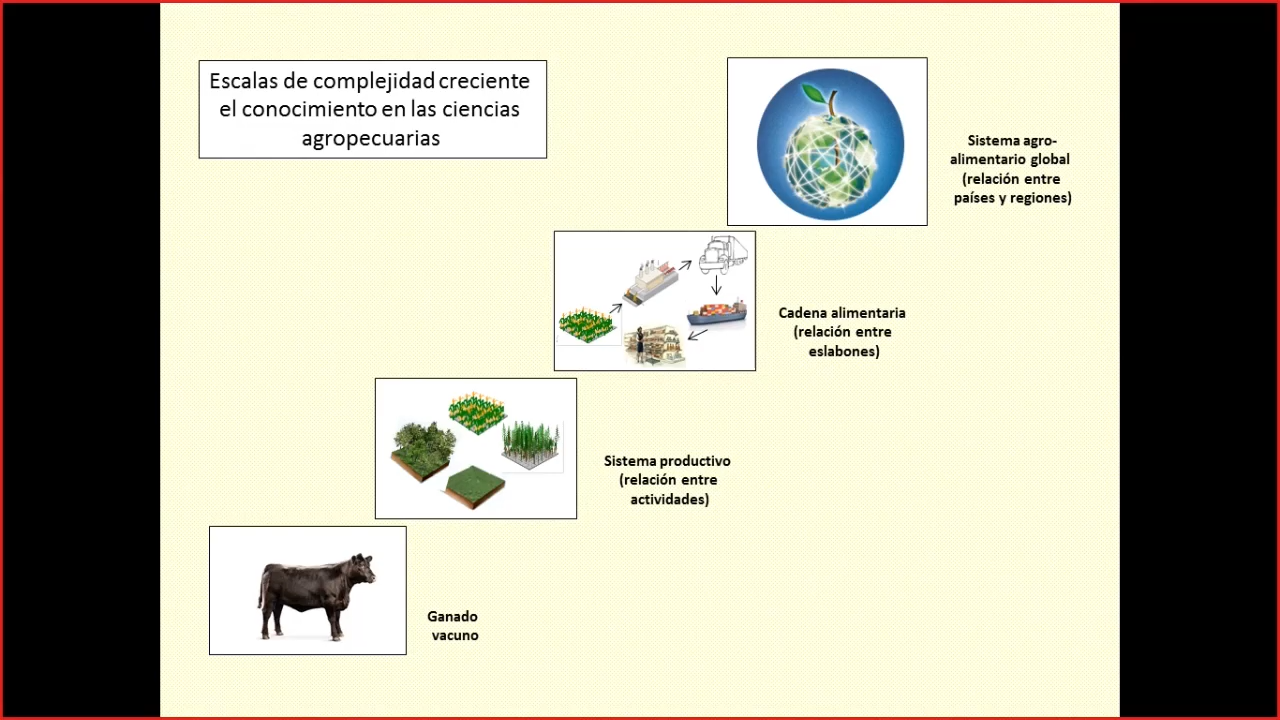 Escalas de complejidad creciente
el conocimiento en las ciencias
agropecuarias
Sistema agro-
alimentario global
(relación entre
países y regiones)
Cadena alimentaria
(relación entre
eslabones)
Sistema productivo
(relación entre
actividades)
Ganado
vacuno